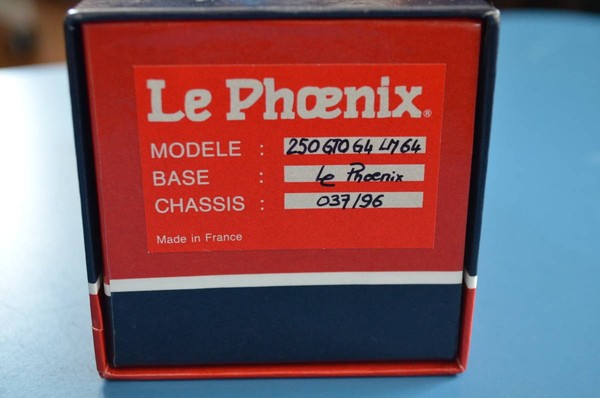 Le Phœnix®
MODELE : 250 GTO 64 LM 64
BASE : Le Phoenix
CHASSIS : 037/96
Made in France